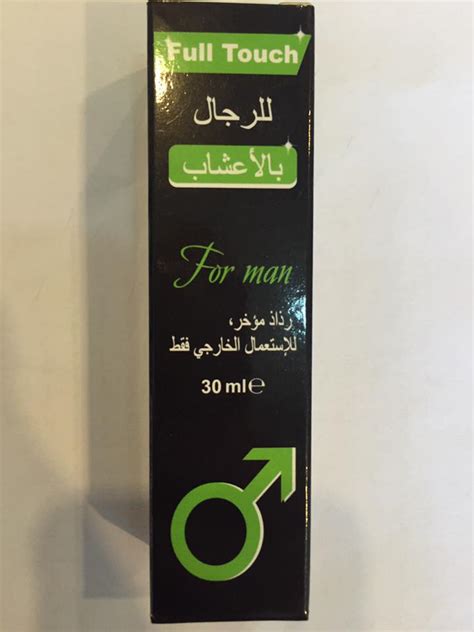 Full Touch
للرجال
بالأعشاب
For man
رذاذ مؤخر،
للإستعمال الخارجي فقط
30 ml℮